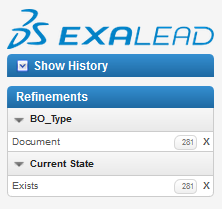 EXALEAD
Show History
Refinements
BO_Type
Document 281 X
Current State
Exists 281 X